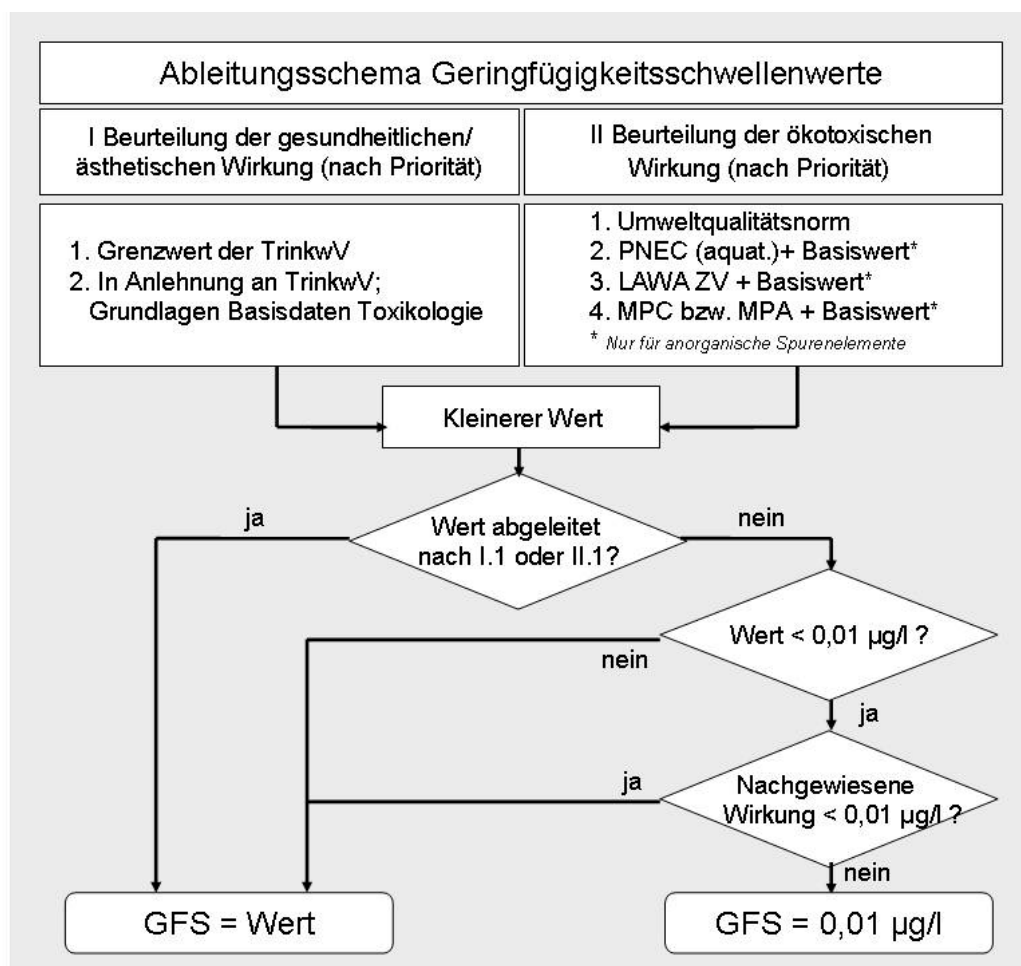 Ableitungsschema Geringfügigkeitsschwellenwerte
I Beurteilung der gesundheitlichen/
ästhetischen Wirkung (nach Priorität)
II Beurteilung der ökotoxischen
Wirkung (nach Priorität)
1. Grenzwert der TrinkwV
2. In Anlehnung an TrinkwV;
Grundlagen Basisdaten Toxikologie
1. Umweltqualitätsnorm
2. PNEC (aquat.)+ Basiswert*
3. LAWA ZV + Basiswert*
4. MPC bzw. MPA + Basiswert*
* Nur für anorganische Spurenelemente
Kleinerer Wert
ja
Wert abgeleitet
nach I.1 oder II.1?
nein
Wert < 0,01 µg/l ?
nein
ja
ja
Nachgewiesene
Wirkung < 0,01 µg/l ?
nein
GFS = Wert
GFS = 0,01 µg/l